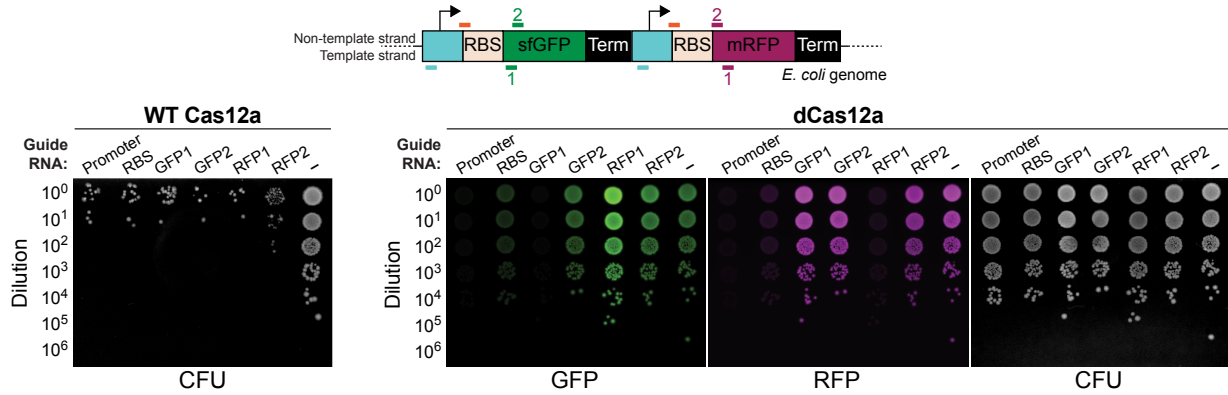 2 2
Non-template strand RBS sfGFP Term RBS mRFP Term
Template strand
1 1 E. coli genome
WT Cas12a
Guide RNA: Promoter RBS GFP1 GFP2 RFP1 RFP2 –
Dilution
10⁰
10¹
10²
10³
10⁴
10⁵
10⁶
CFU
dCas12a
Guide RNA: Promoter RBS GFP1 GFP2 RFP1 RFP2 – Promoter RBS GFP1 GFP2 RFP1 RFP2 – Promoter RBS GFP1 GFP2 RFP1 RFP2 –
Dilution
10⁰
10¹
10²
10³
10⁴
10⁵
10⁶
GFP RFP CFU